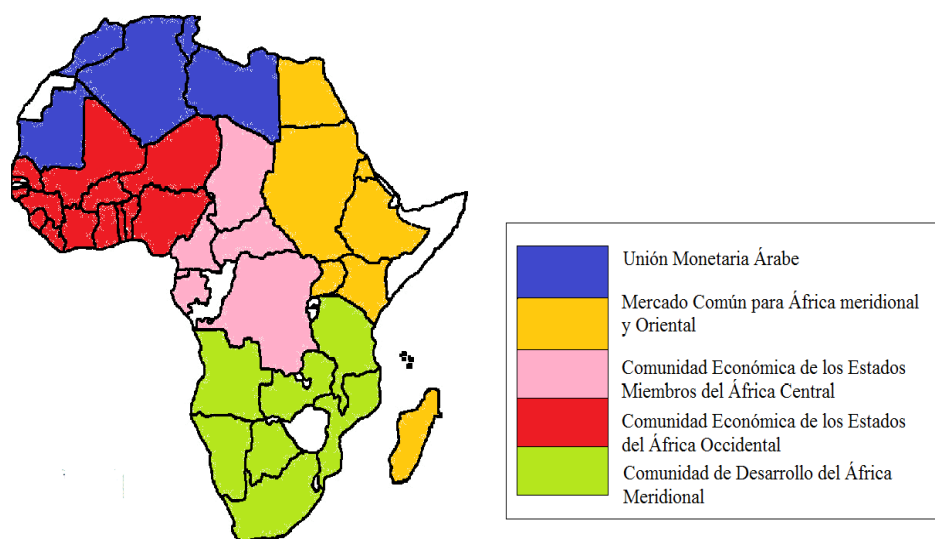 Unión Monetaria Árabe
Mercado Común para África meridional
y Oriental
Comunidad Económica de los Estados
Miembros del África Central
Comunidad Económica de los Estados
del África Occidental
Comunidad de Desarrollo del África
Meridional